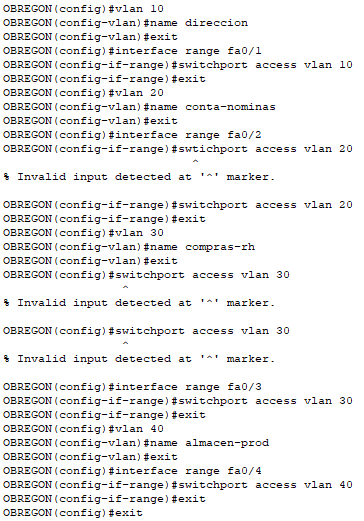 OBREGON(config)#vlan 10
OBREGON(config-vlan)#name direccion
OBREGON(config-vlan)#exit
OBREGON(config)#interface range fa0/1
OBREGON(config-if-range)#switchport access vlan 10
OBREGON(config-if-range)#exit
OBREGON(config)#vlan 20
OBREGON(config-vlan)#name conta-nominas
OBREGON(config-vlan)#exit
OBREGON(config)#interface range fa0/2
OBREGON(config-if-range)#swtichport access vlan 20
^
% Invalid input detected at '^' marker.
OBREGON(config-if-range)#switchport access vlan 20
OBREGON(config-if-range)#exit
OBREGON(config)#vlan 30
OBREGON(config-vlan)#name compras-rh
OBREGON(config-vlan)#exit
OBREGON(config)#switchport access vlan 30
^
% Invalid input detected at '^' marker.
OBREGON(config)#switchport access vlan 30
^
% Invalid input detected at '^' marker.
OBREGON(config)#interface range fa0/3
OBREGON(config-if-range)#switchport access vlan 30
OBREGON(config-if-range)#exit
OBREGON(config)#vlan 40
OBREGON(config-vlan)#name almacen-prod
OBREGON(config-vlan)#exit
OBREGON(config)#interface range fa0/4
OBREGON(config-if-range)#switchport access vlan 40
OBREGON(config-if-range)#exit
OBREGON(config)#exit